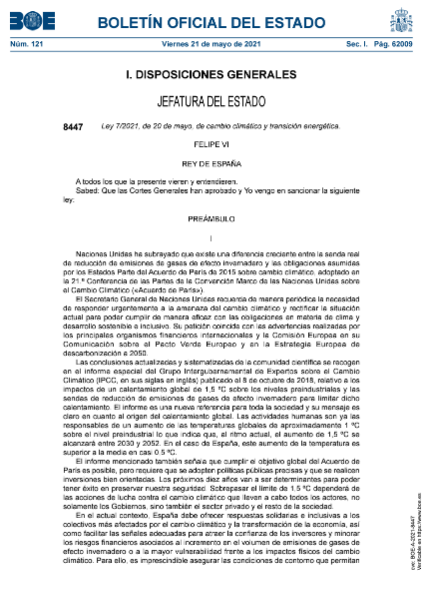 BOE
BOLETÍN OFICIAL DEL ESTADO
Núm. 121 Viernes 21 de mayo de 2021 Sec. I. Pág. 62009
I. DISPOSICIONES GENERALES
JEFATURA DEL ESTADO
8447 Ley 7/2021, de 20 de mayo, de cambio climático y transición energética.
FELIPE VI
REY DE ESPAÑA
A todos los que la presente vieren y entendieren.
Sabed: Que las Cortes Generales han aprobado y Yo vengo en sancionar la siguiente
ley:
PREÁMBULO
I
Naciones Unidas ha subrayado que existe una diferencia creciente entre la senda real
de reducción de emisiones de gases de efecto invernadero y las obligaciones asumidas
por los Estados Parte del Acuerdo de París de 2015 sobre cambio climático, adoptado en
la 21.ª Conferencia de las Partes de la Convención Marco de las Naciones Unidas sobre
el Cambio Climático («Acuerdo de París»).
El Secretario General de Naciones Unidas recuerda de manera periódica la necesidad
de responder urgentemente a la amenaza del cambio climático y rectificar la situación
actual para poder cumplir de manera eficaz con las obligaciones en materia de clima y
desarrollo sostenible e inclusivo. Su petición coincide con las advertencias realizadas por
los principales organismos financieros internacionales y la Comisión Europea en su
Comunicación sobre el Pacto Verde Europeo y en la Estrategia Europea de
descarbonización a 2050.
Las conclusiones actualizadas y sistematizadas de la comunidad científica se recogen
en el informe especial del Grupo Intergubernamental de Expertos sobre el Cambio
Climático (IPCC, en sus siglas en inglés) publicado el 8 de octubre de 2018, relativo a los
impactos de un calentamiento global de 1,5 ºC sobre los niveles preindustriales y las
sendas de reducción de emisiones de gases de efecto invernadero para limitar dicho
calentamiento. El informe es una nueva referencia para toda la sociedad y su mensaje es
claro en cuanto al origen del calentamiento global. Las actividades humanas son ya las
responsables de un aumento de las temperaturas globales de aproximadamente 1 ºC
sobre el nivel preindustrial lo que indica que, al ritmo actual, el aumento de 1,5 ºC se
alcanzará entre 2030 y 2052. En el caso de España, este aumento de la temperatura es
superior a la media en casi 0.5 ºC.
El informe mencionado también señala que cumplir el objetivo global del Acuerdo de
París es posible, pero requiere que se adopten políticas públicas precisas y que se realicen
inversiones bien orientadas. Los próximos diez años van a ser determinantes para poder
tener éxito en preservar nuestra seguridad. Sobrepasar el límite de 1,5 ºC dependerá de
las acciones de lucha contra el cambio climático que lleven a cabo todos los actores, no
solamente los Gobiernos, sino también el sector privado y el resto de la sociedad.
En el actual contexto, España debe ofrecer respuestas solidarias e inclusivas a los
colectivos más afectados por el cambio climático y la transformación de la economía, así
como facilitar las señales adecuadas para atraer la confianza de los inversores y minorar
los riesgos financieros asociados al incremento en el volumen de emisiones de gases de
efecto invernadero o a la mayor vulnerabilidad frente a los impactos físicos del cambio
climático. Para ello, es imprescindible asegurar las condiciones de contorno que permitan
cve: BOE-A-2021-8447
Verificable en https://www.boe.es